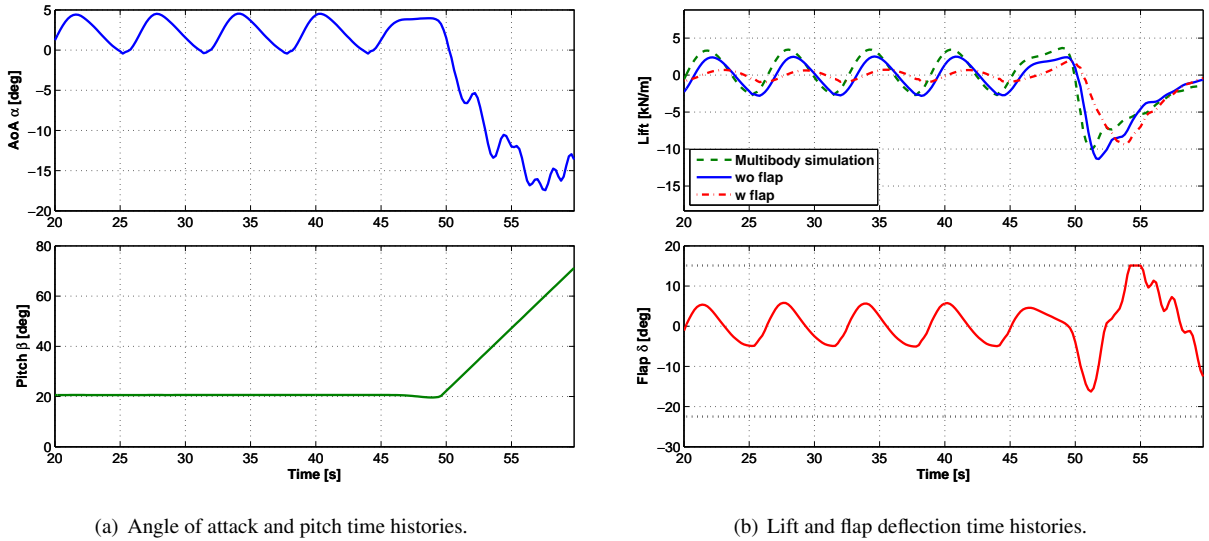 5
0
−5
−10
−15
−20
AoA α [deg]
20 25 30 35 40 45 50 55
80
60
40
20
0
Pitch β [deg]
20 25 30 35 40 45 50 55
Time [s]
(a) Angle of attack and pitch time histories.
5
0
−5
−10
−15
Lift [kN/m]
Multibody simulation
wo flap
w flap
20 25 30 35 40 45 50 55
20
10
0
−10
−20
−30
Flap δ [deg]
20 25 30 35 40 45 50 55
Time [s]
(b) Lift and flap deflection time histories.